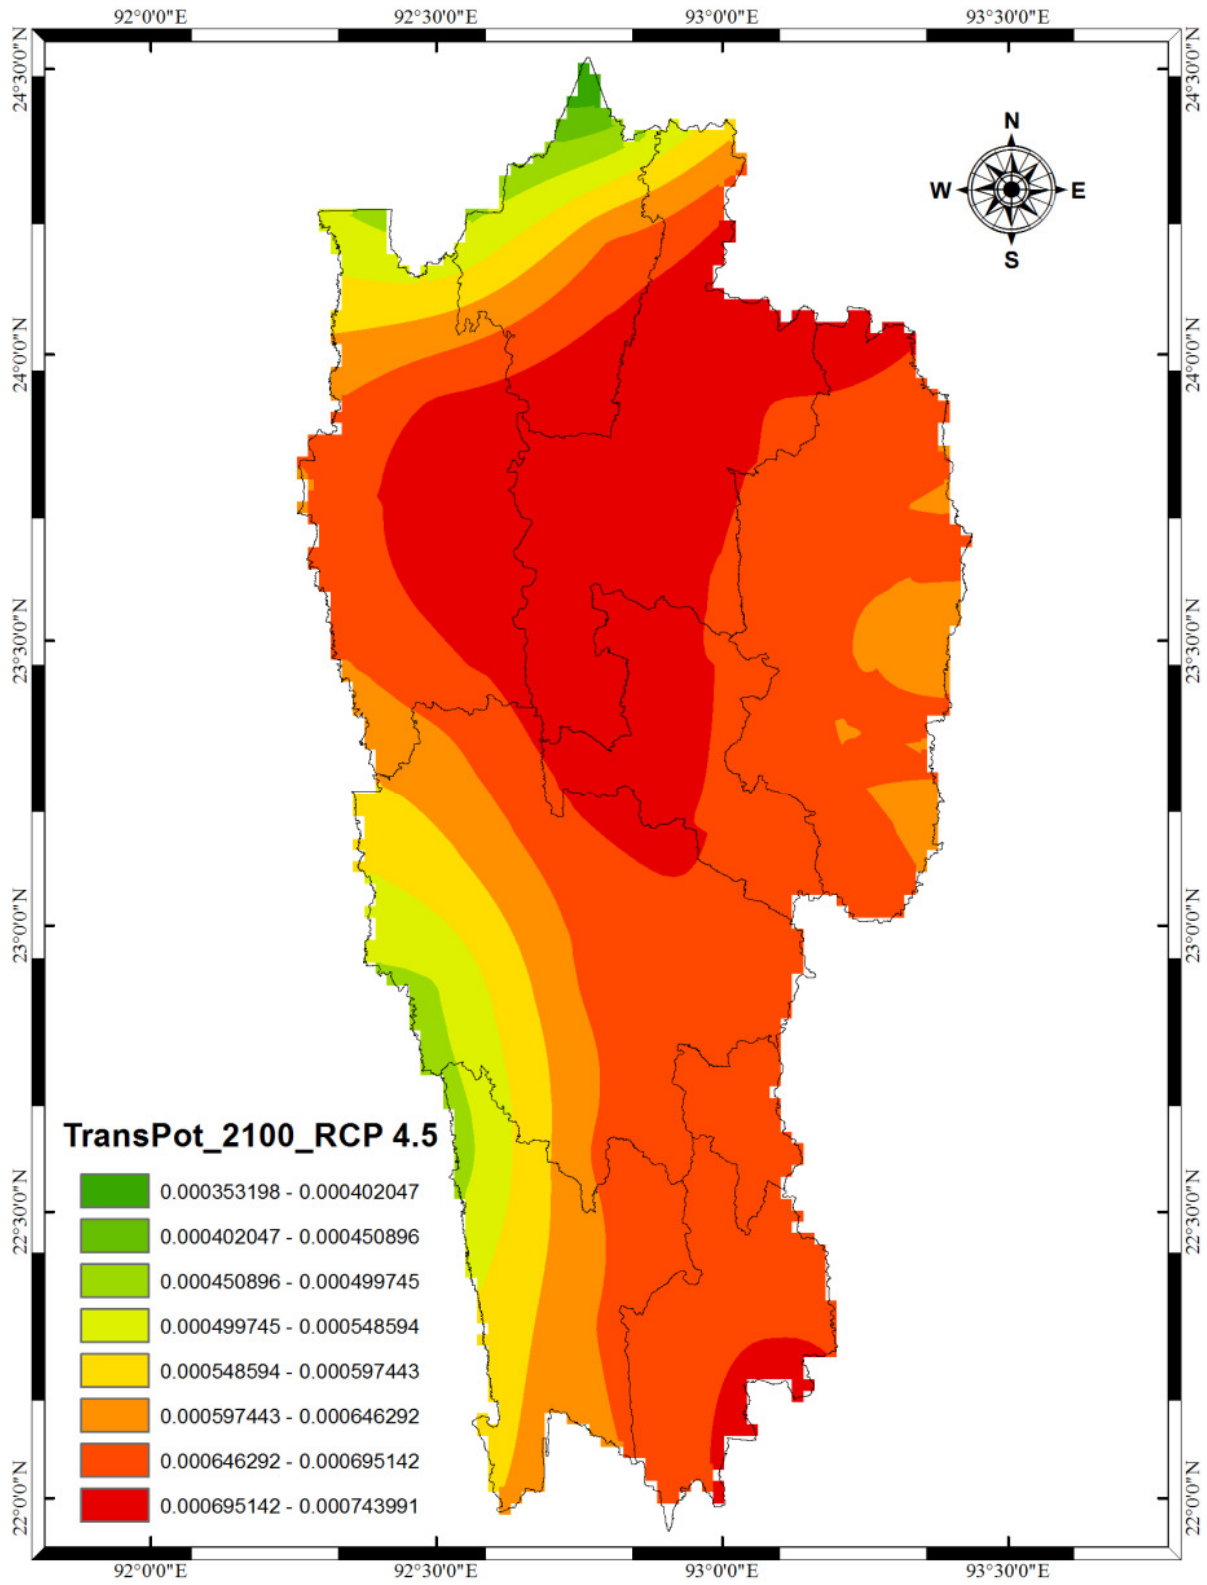 92°0'0"E 92°30'0"E 93°0'0"E 93°30'0"E
24°30'0"N 24°30'0"N
N
W E
S
24°0'0"N 24°0'0"N
23°30'0"N 23°30'0"N
23°0'0"N 23°0'0"N
22°30'0"N 22°30'0"N
22°0'0"N 22°0'0"N
TransPot_2100_RCP 4.5
0.000353198 - 0.000402047
0.000402047 - 0.000450896
0.000450896 - 0.000499745
0.000499745 - 0.000548594
0.000548594 - 0.000597443
0.000597443 - 0.000646292
0.000646292 - 0.000695142
0.000695142 - 0.000743991
92°0'0"E 92°30'0"E 93°0'0"E 93°30'0"E